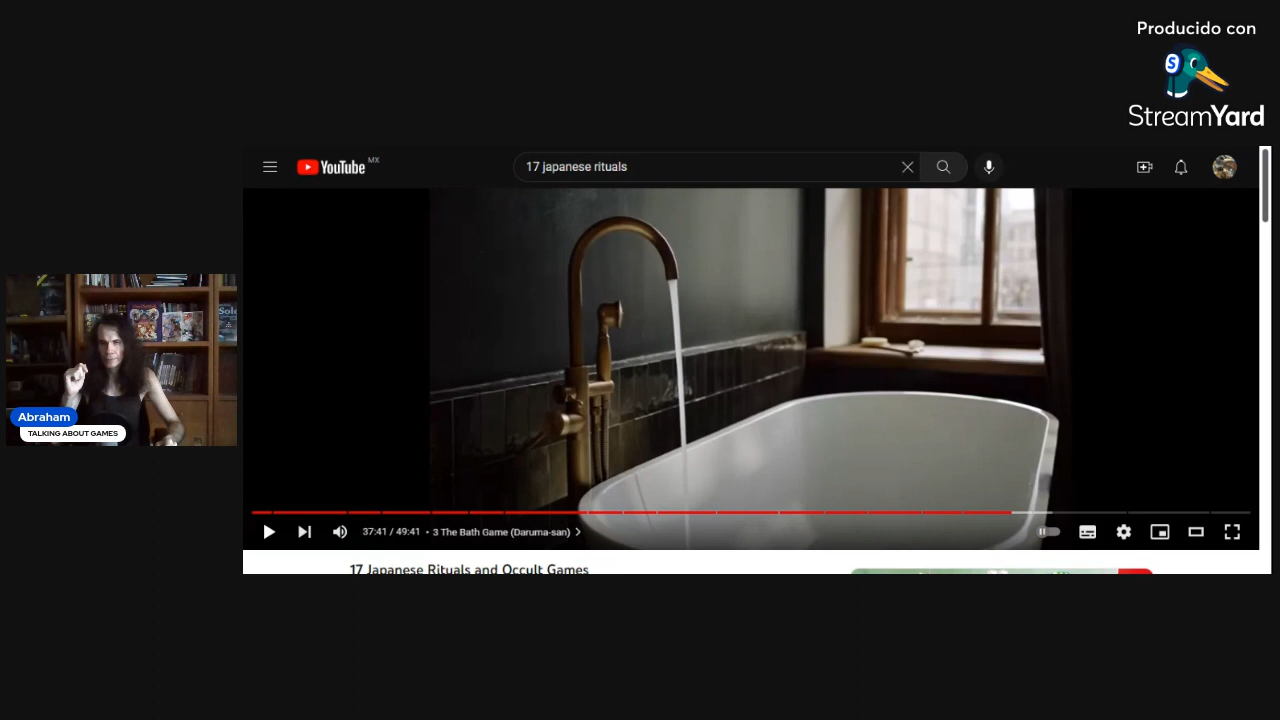 Producido con
StreamYard
YouTube MX
17 japanese rituals
Solo
Abraham
TALKING ABOUT GAMES
37:41 / 49:41 • 3 The Bath Game (Daruma-san)
17 Japanese Rituals and Occult Games